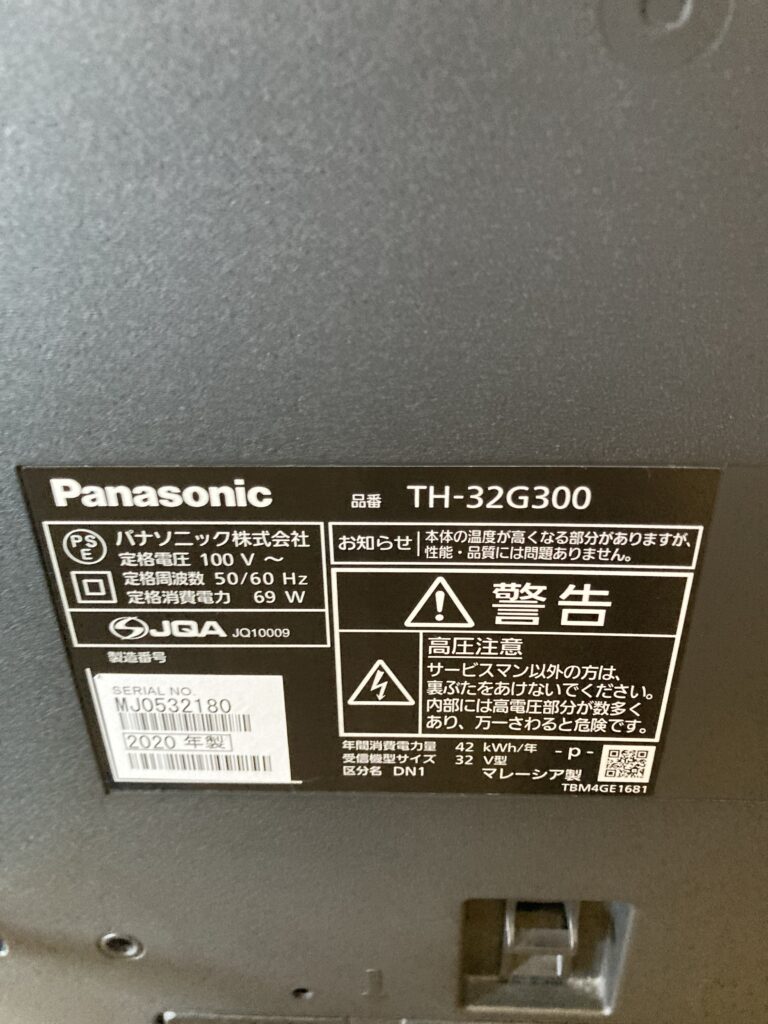 Panasonic
品番 TH-32G300
PS
E
パナソニック株式会社
定格電圧 100 V ~
定格周波数 50/60 Hz
定格消費電力 69 W
JQA JQ10009
製造番号
SERIAL NO.
MJ0532180
2020 年製
お知らせ
本体の温度が高くなる部分がありますが、
性能・品質には問題ありません。
警告
高圧注意
サービスマン以外の方は、
裏ぶたをあけないでください。
内部には高電圧部分が数多く
あり、万一さわると危険です。
年間消費電力量 42 kWh/年
受信機型サイズ 32 V型
区分名 DN1
-p-
マレーシア製
TBM4GE1681